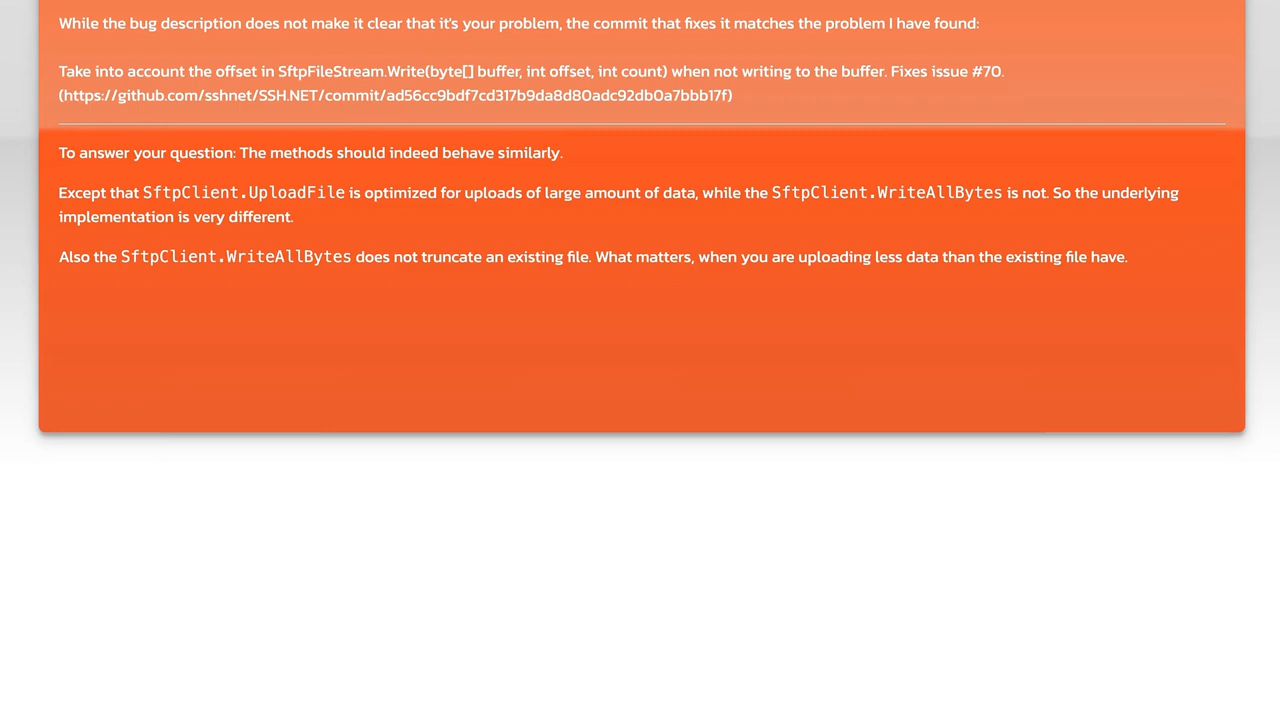 While the bug description does not make it clear that it's your problem, the commit that fixes it matches the problem I have found:
Take into account the offset in SftpFileStream.Write(byte[] buffer, int offset, int count) when not writing to the buffer. Fixes issue #70.
(https://github.com/sshnet/SSH.NET/commit/ad56cc9bdf7cd317b9da8d80adc92db0a7bbb17f)
To answer your question: The methods should indeed behave similarly.
Except that SftpClient.UploadFile is optimized for uploads of large amount of data, while the SftpClient.WriteAllBytes is not. So the underlying
implementation is very different.
Also the SftpClient.WriteAllBytes does not truncate an existing file. What matters, when you are uploading less data than the existing file have.